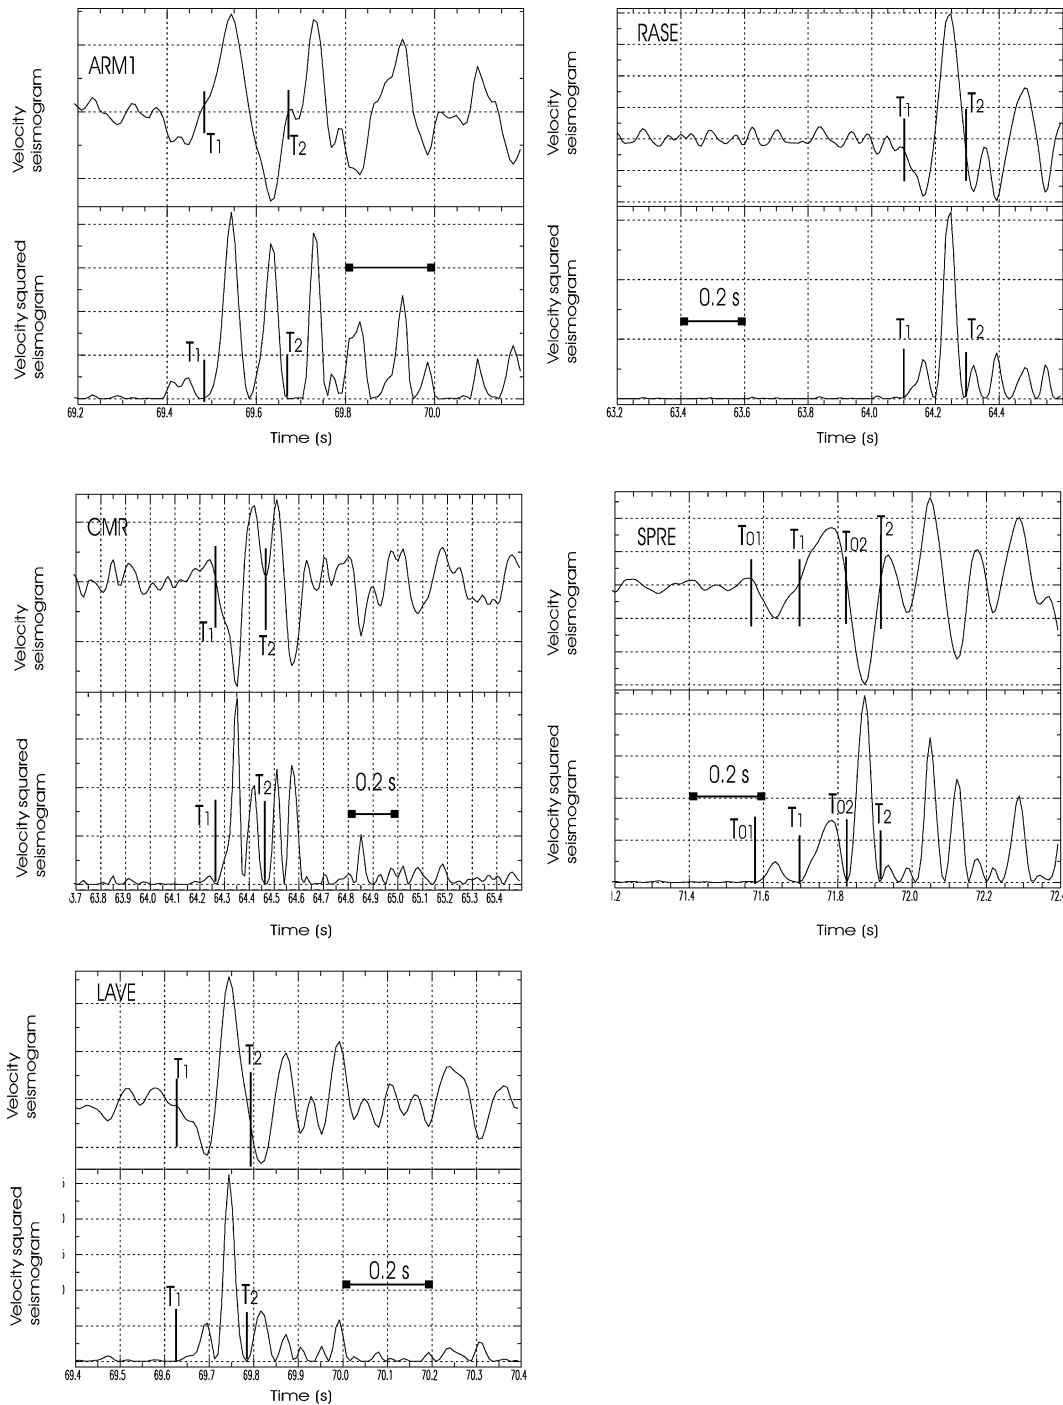 ARM1
Velocity
seismogram
T1
T2
Velocity squared
seismogram
T1
T2
69.2 69.4 69.6 69.8 70.0
Time (s)
RASE
Velocity
seismogram
T1
T2
Velocity squared
seismogram
0.2 s
T1
T2
63.2 63.4 63.6 63.8 64.0 64.2 64.4
Time (s)
CMR
Velocity
seismogram
T1
T2
Velocity squared
seismogram
T1
T2
0.2 s
3.7 63.8 63.9 64.0 64.1 64.2 64.3 64.4 64.5 64.6 64.7 64.8 64.9 65.0 65.1 65.2 65.3 65.4
Time (s)
SPRE
Velocity
seismogram
T01
T1
T02
2
Velocity squared
seismogram
0.2 s
T01
T1
T02
T2
1.2 71.4 71.6 71.8 72.0 72.2 72.4
Time (s)
LAVE
Velocity
seismogram
T1
T2
Velocity squared
seismogram
T1
T2
0.2 s
69.4 69.5 69.6 69.7 69.8 69.9 70.0 70.1 70.2 70.3 70.4
Time (s)